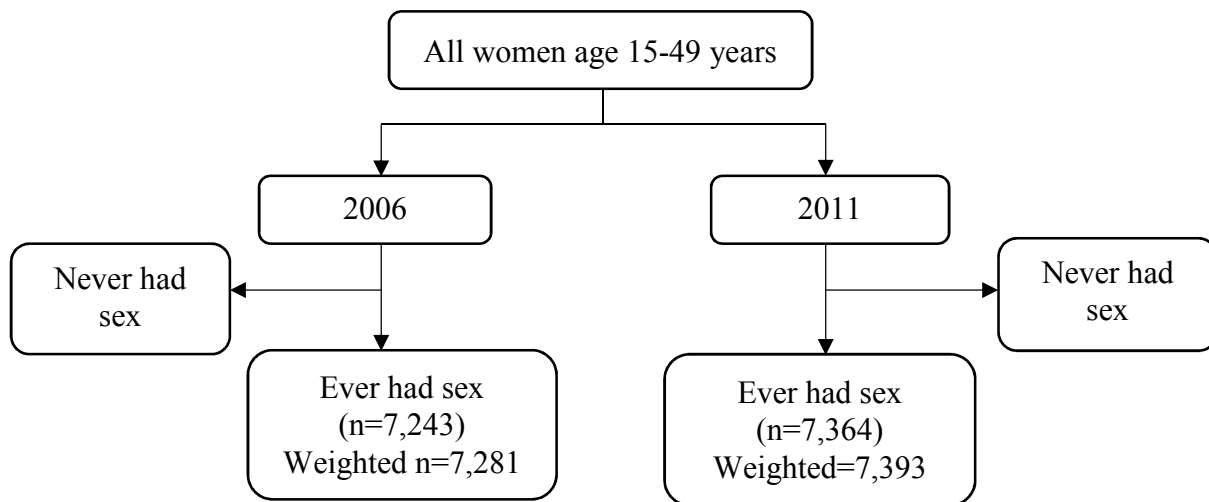 All women age 15-49 years
2006
2011
Never had
sex
Never had
sex
Ever had sex
(n=7,243)
Weighted n=7,281
Ever had sex
(n=7,364)
Weighted=7,393